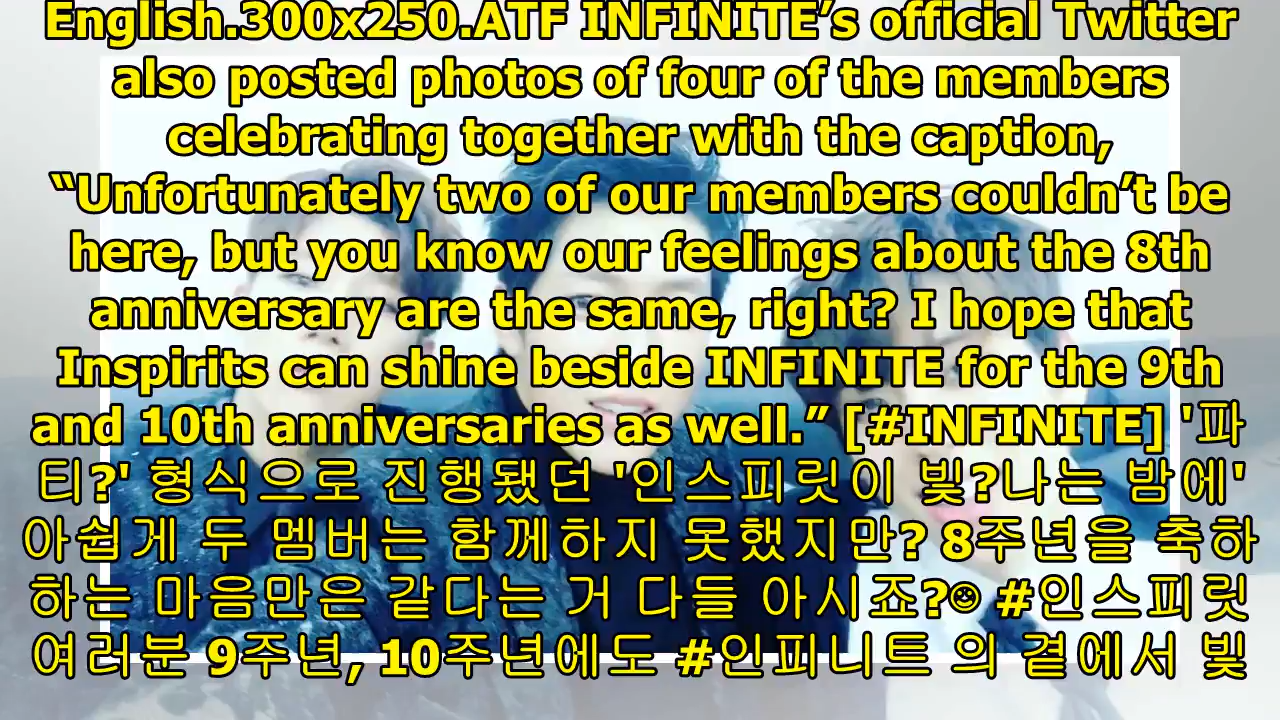 English.300x250.ATF INFINITE’s official Twitter
also posted photos of four of the members
celebrating together with the caption,
“Unfortunately two of our members couldn’t be
here, but you know our feelings about the 8th
anniversary are the same, right? I hope that
Inspirits can shine beside INFINITE for the 9th
and 10th anniversaries as well.” [#INFINITE] '파
티?' 형식으로 진행됐던 '인스피릿이 빛?나는 밤에'
아쉽게 두 멤버는 함께하지 못했지만? 8주년을 축하
하는 마음만은 같다는 거 다들 아시죠?☺ #인스피릿
여러분 9주년, 10주년에도 #인피니트 의 곁에서 빛